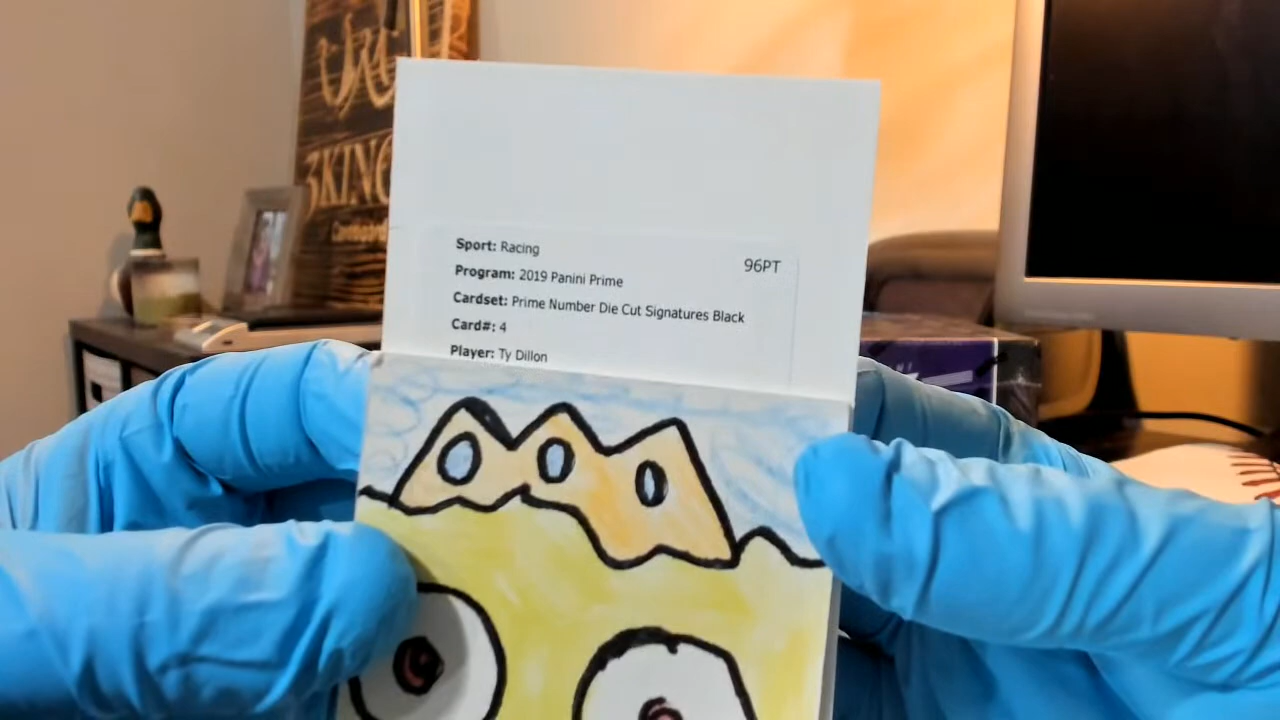 3KING
Sport: Racing
96PT
Program: 2019 Panini Prime
Cardset: Prime Number Die Cut Signatures Black
Card#: 4
Player: Ty Dillon